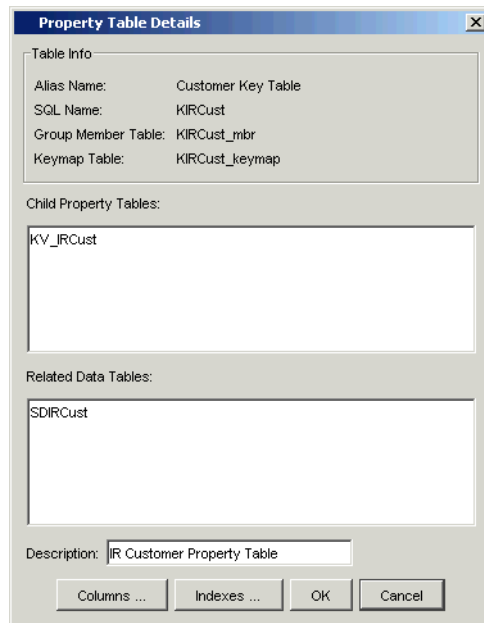 Property Table Details
Table Info
Alias Name: Customer Key Table
SQL Name: KIRCust
Group Member Table: KIRCust_mbr
Keymap Table: KIRCust_keymap
Child Property Tables:
KV_IRCust
Related Data Tables:
SDIRCust
Description: IR Customer Property Table
Columns ... Indexes ... OK Cancel